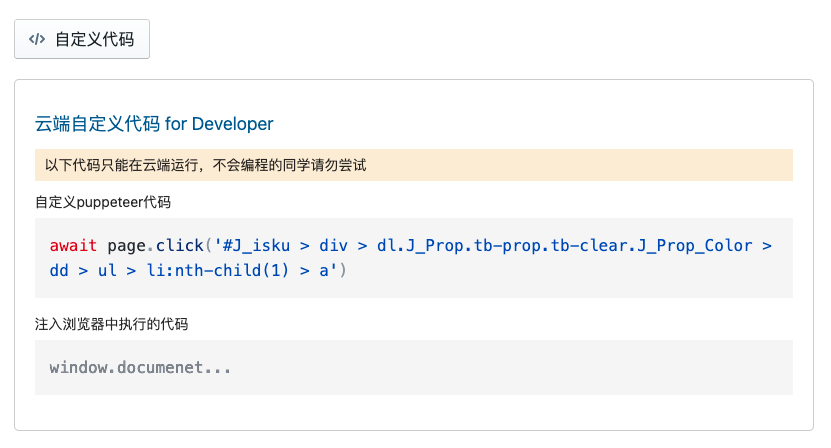 </> 自定义代码
云端自定义代码 for Developer
以下代码只能在云端运行，不会编程的同学请勿尝试
自定义puppeteer代码
await page.click('#J_isku > div > dl.J_Prop.tb-prop.tb-clear.J_Prop_Color >
dd > ul > li:nth-child(1) > a')
注入浏览器中执行的代码
window.documenet...